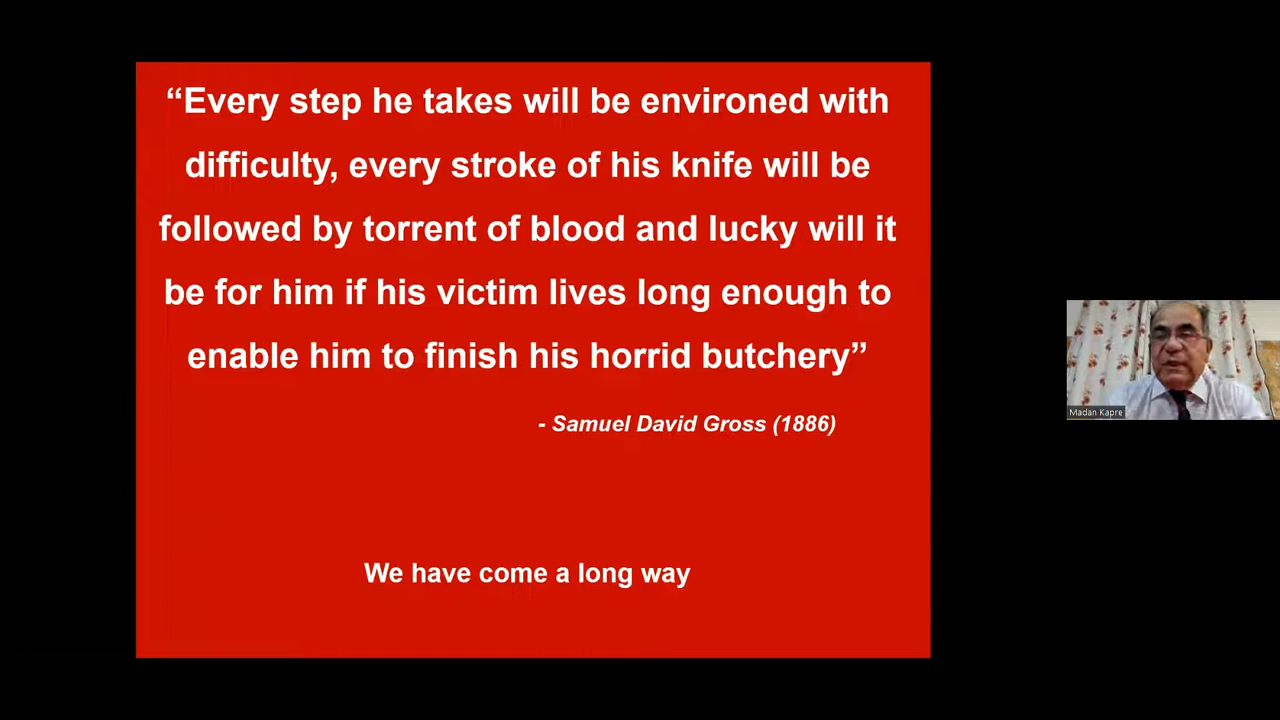 “Every step he takes will be environed with
difficulty, every stroke of his knife will be
followed by torrent of blood and lucky will it
be for him if his victim lives long enough to
enable him to finish his horrid butchery”
- Samuel David Gross (1886)
We have come a long way
Madan Kapre